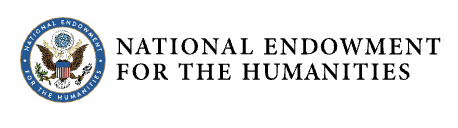 NATIONAL ENDOWMENT
FOR THE HUMANITIES
NATIONAL ENDOWMENT
FOR THE HUMANITIES